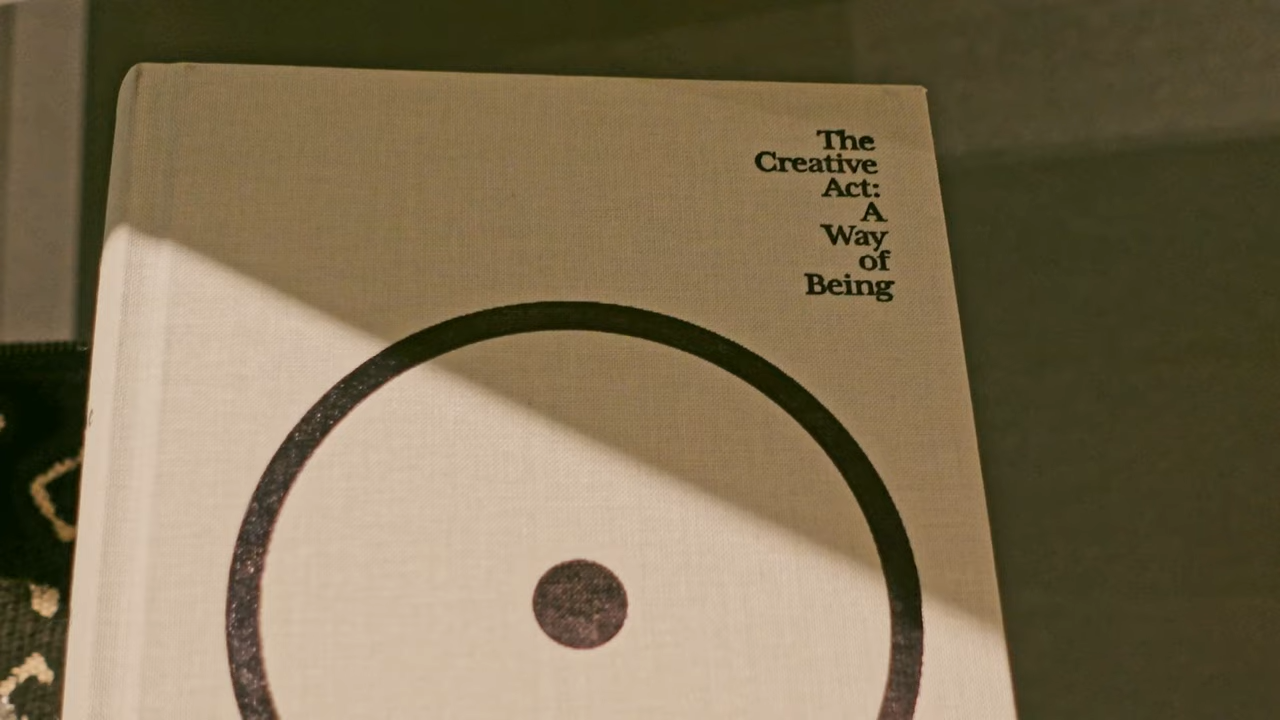 The
Creative
Act:
A
Way
of
Being